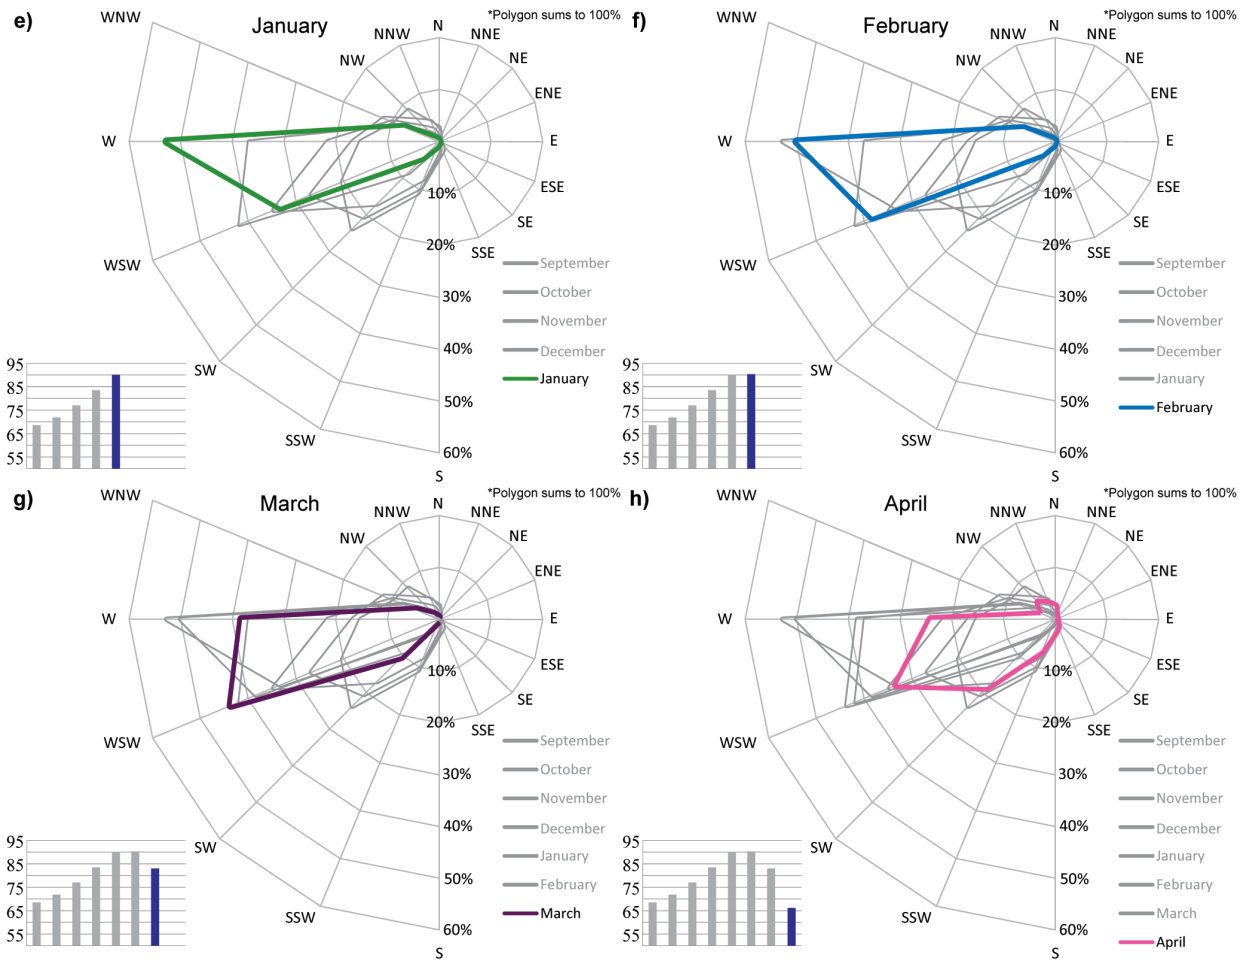 e)
January
*Polygon sums to 100%
WNW
NW
NNW
N
NNE
NE
ENE
W
E
ESE
10%
SE
20%
SSE
WSW
September
October
30%
November
40%
December
January
SW
50%
SSW
60%
S
95
85
75
65
55
f)
February
*Polygon sums to 100%
WNW
NW
NNW
N
NNE
NE
ENE
W
E
ESE
10%
SE
20%
SSE
WSW
September
October
30%
November
40%
December
January
February
SW
50%
SSW
60%
S
95
85
75
65
55
g)
March
*Polygon sums to 100%
WNW
NW
NNW
N
NNE
NE
ENE
W
E
ESE
10%
SE
20%
SSE
WSW
September
October
30%
November
40%
December
January
February
March
SW
50%
SSW
60%
S
95
85
75
65
55
h)
April
*Polygon sums to 100%
WNW
NW
NNW
N
NNE
NE
ENE
W
E
ESE
10%
SE
20%
SSE
WSW
September
October
30%
November
40%
December
January
February
March
April
SW
50%
SSW
60%
S
95
85
75
65
55